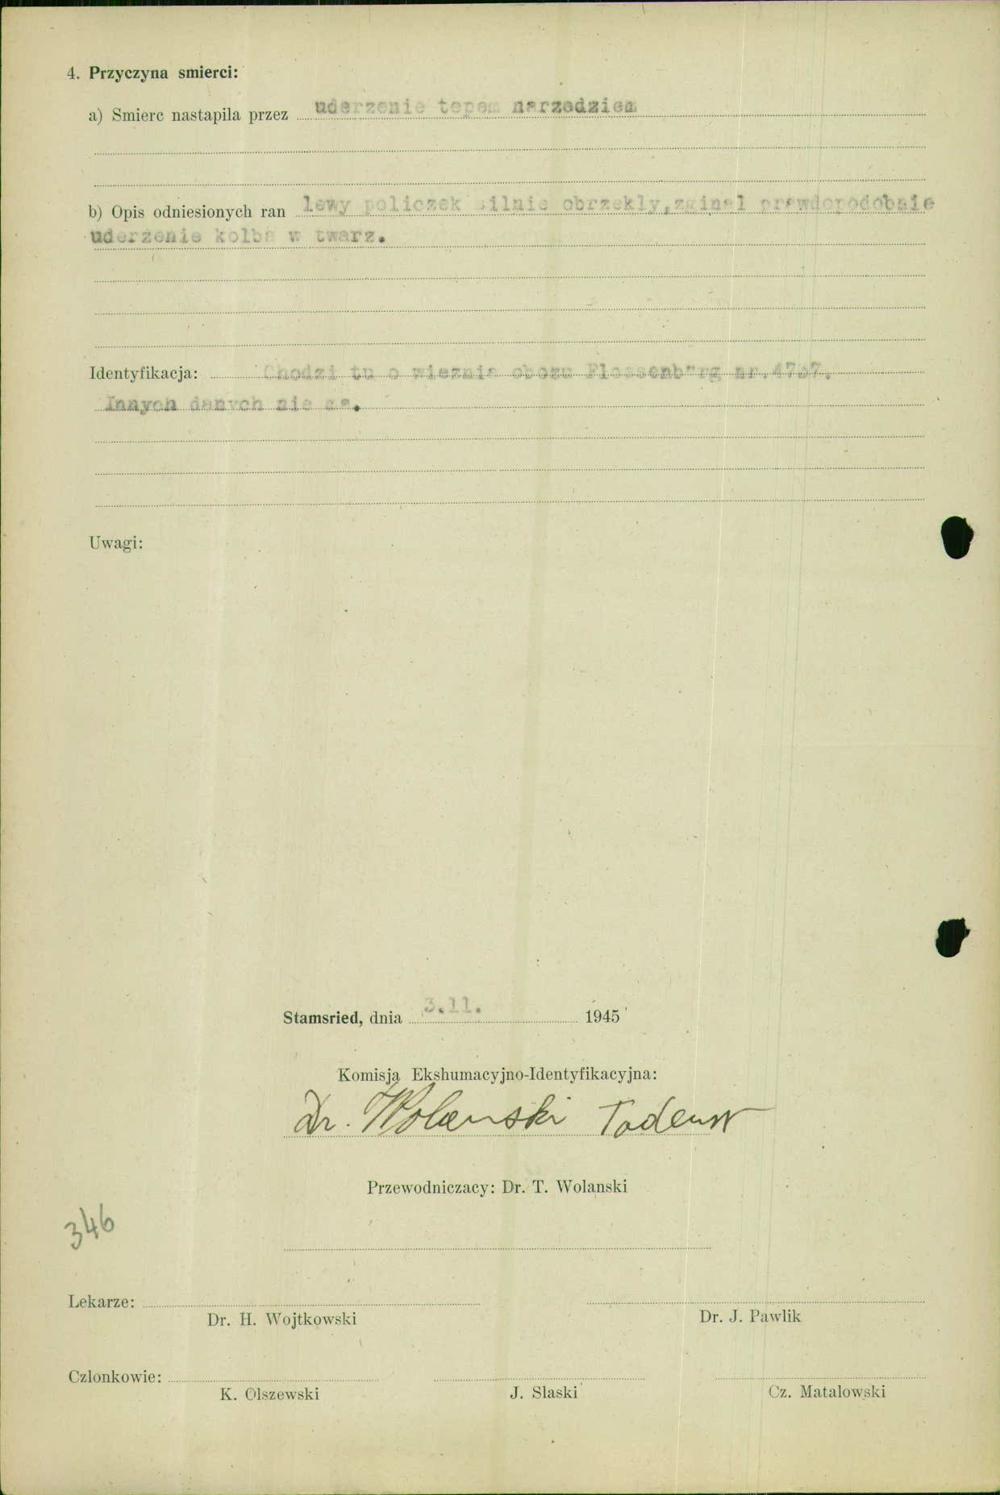 4. Przyczyna smierci:
a) Smierc nastapila przez uderzenie tepem narzedziem
b) Opis odniesionych ran lewy policzek silnie obrzekly,zginal prawdopodobnie
uderzenie kolba w twarz.
Identyfikacja: Chodzi tu o wieznia obozu Flossenbürg nr.
Innych danych nie ma.
Uwagi:
Stamsried, dnia 3.11. 1945
Komisja Ekshumacyjno-Identyfikacyjna:
Dr. Wolanski Tadeusz
Przewodniczacy: Dr. T. Wolanski
346
Lekarze:
Dr. H. Wojtkowski Dr. J. Pawlik
Czlonkowie:
K. Olszewski J. Slaski Cz. Matalowski